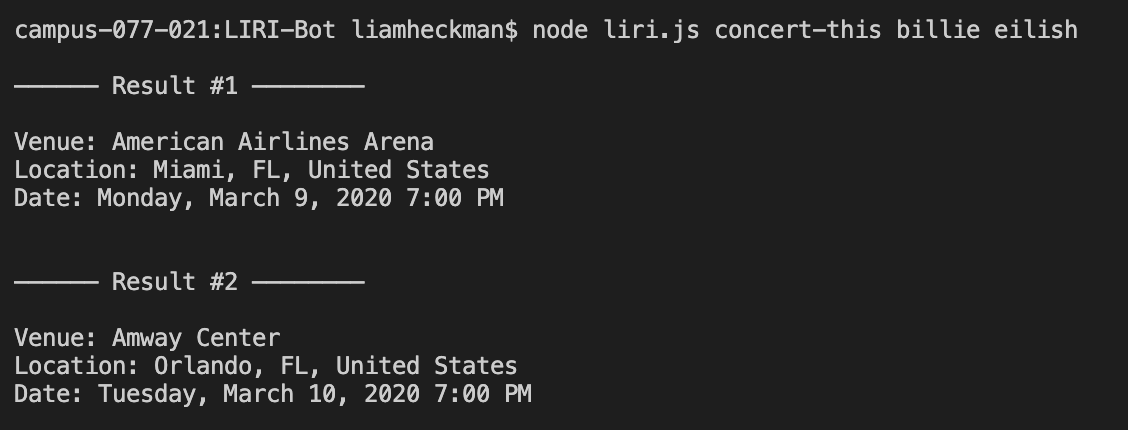 campus-077-021:LIRI-Bot liamheckman$ node liri.js concert-this billie eilish
—————— Result #1 ————————
Venue: American Airlines Arena
Location: Miami, FL, United States
Date: Monday, March 9, 2020 7:00 PM
—————— Result #2 ————————
Venue: Amway Center
Location: Orlando, FL, United States
Date: Tuesday, March 10, 2020 7:00 PM